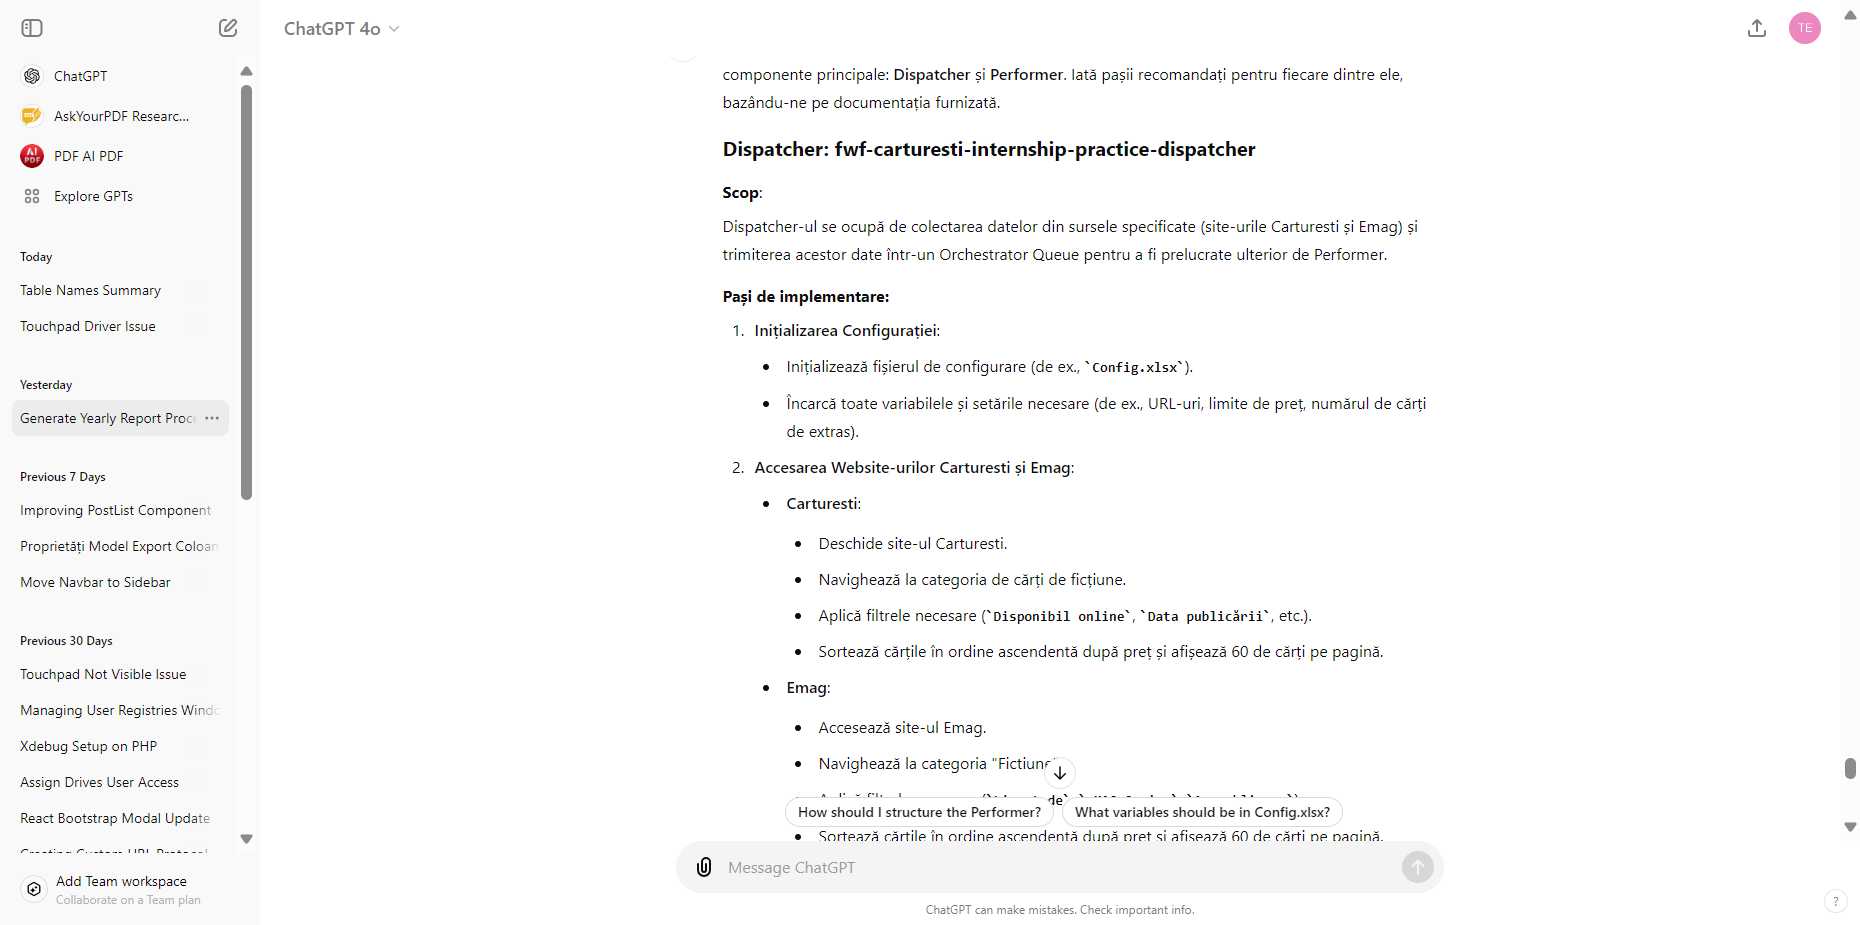 ChatGPT 4o
TE
ChatGPT
AskYourPDF Researc...
PDF AI PDF
Explore GPTs
Today
Table Names Summary
Touchpad Driver Issue
Yesterday
Generate Yearly Report Proc
Previous 7 Days
Improving PostList Component
Proprietăți Model Export Coloan
Move Navbar to Sidebar
Previous 30 Days
Touchpad Not Visible Issue
Managing User Registries Windo
Xdebug Setup on PHP
Assign Drives User Access
React Bootstrap Modal Update
Creating Custom URL Protocol
Add Team workspace
Collaborate on a Team plan
componente principale: Dispatcher și Performer. Iată pașii recomandați pentru fiecare dintre ele,
bazându-ne pe documentația furnizată.
Dispatcher: fwf-carturesti-internship-practice-dispatcher
Scop:
Dispatcher-ul se ocupă de colectarea datelor din sursele specificate (site-urile Carturesti și Emag) și
trimiterea acestor date într-un Orchestrator Queue pentru a fi prelucrate ulterior de Performer.
Pași de implementare:
1. Inițializarea Configurației:
• Inițializează fișierul de configurare (de ex., `Config.xlsx`).
• Încarcă toate variabilele și setările necesare (de ex., URL-uri, limite de preț, numărul de cărți
de extras).
2. Accesarea Website-urilor Carturesti și Emag:
• Carturesti:
• Deschide site-ul Carturesti.
• Navighează la categoria de cărți de ficțiune.
• Aplică filtrele necesare (`Disponibil online`, `Data publicării`, etc.).
• Sortează cărțile în ordine ascendentă după preț și afișează 60 de cărți pe pagină.
• Emag:
• Accesează site-ul Emag.
• Navighează la categoria "Fictiune"
How should I structure the Performer?
What variables should be in Config.xlsx?
• Sortează cărțile în ordine ascendentă după preț și afișează 60 de cărți pe pagină.
Message ChatGPT
ChatGPT can make mistakes. Check important info.
?